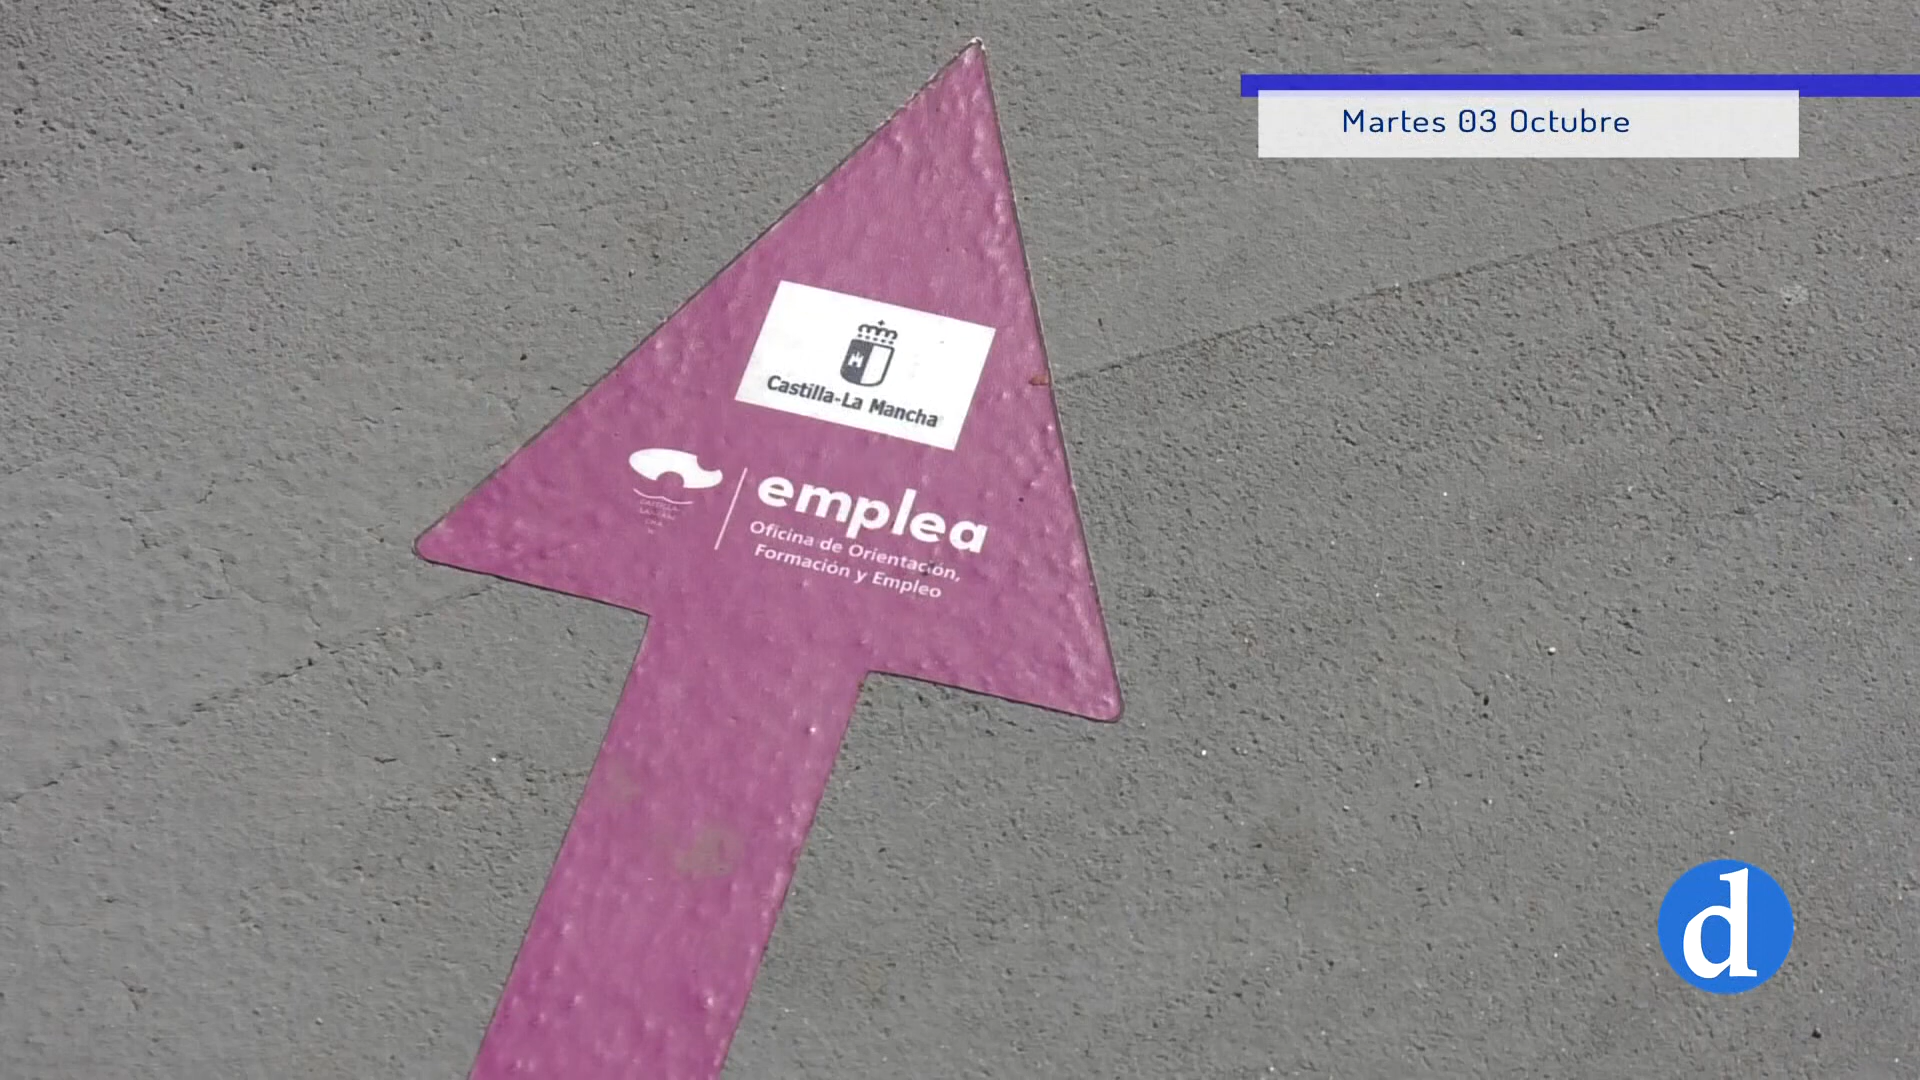 Martes 03 Octubre
Castilla-La Mancha
emplea
Oficina de Orientación,
Formación y Empleo
d